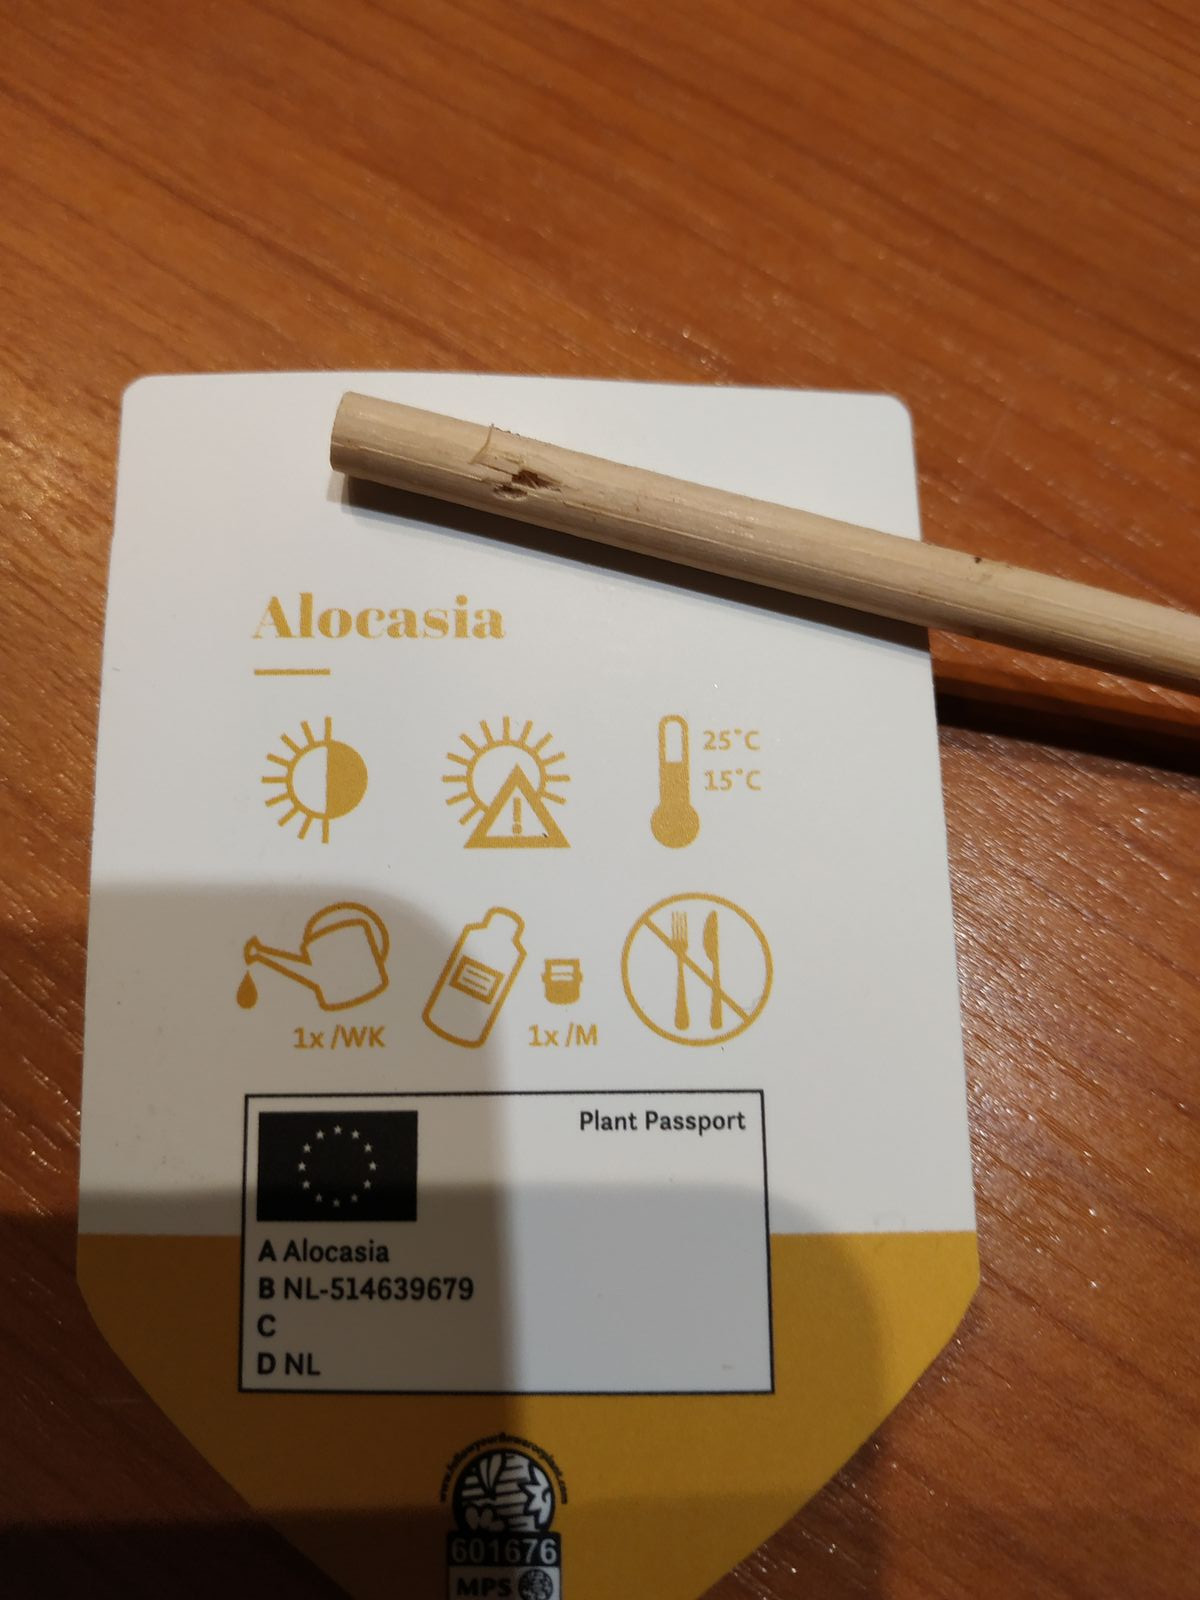 Alocasia
25°C
15°C
1x /WK
1x /M
Plant Passport
A Alocasia
B NL-514639679
C
D NL
601676
MPS